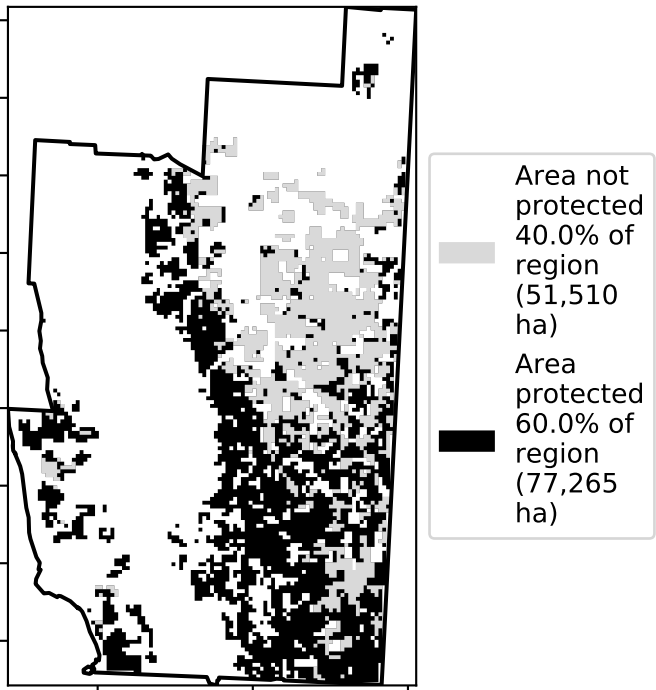 Area not
protected
40.0% of
region
(51,510
ha)
Area
protected
60.0% of
region
(77,265
ha)